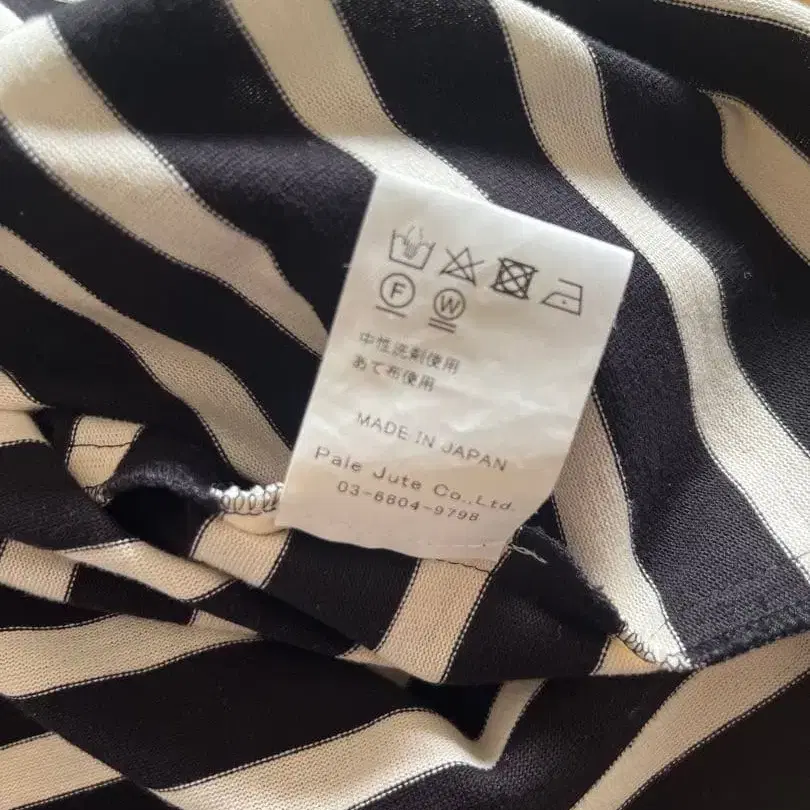 F W
中性洗剤使用
あて布使用
MADE IN JAPAN
Pale Jute Co.,Ltd.
03-6804-9798